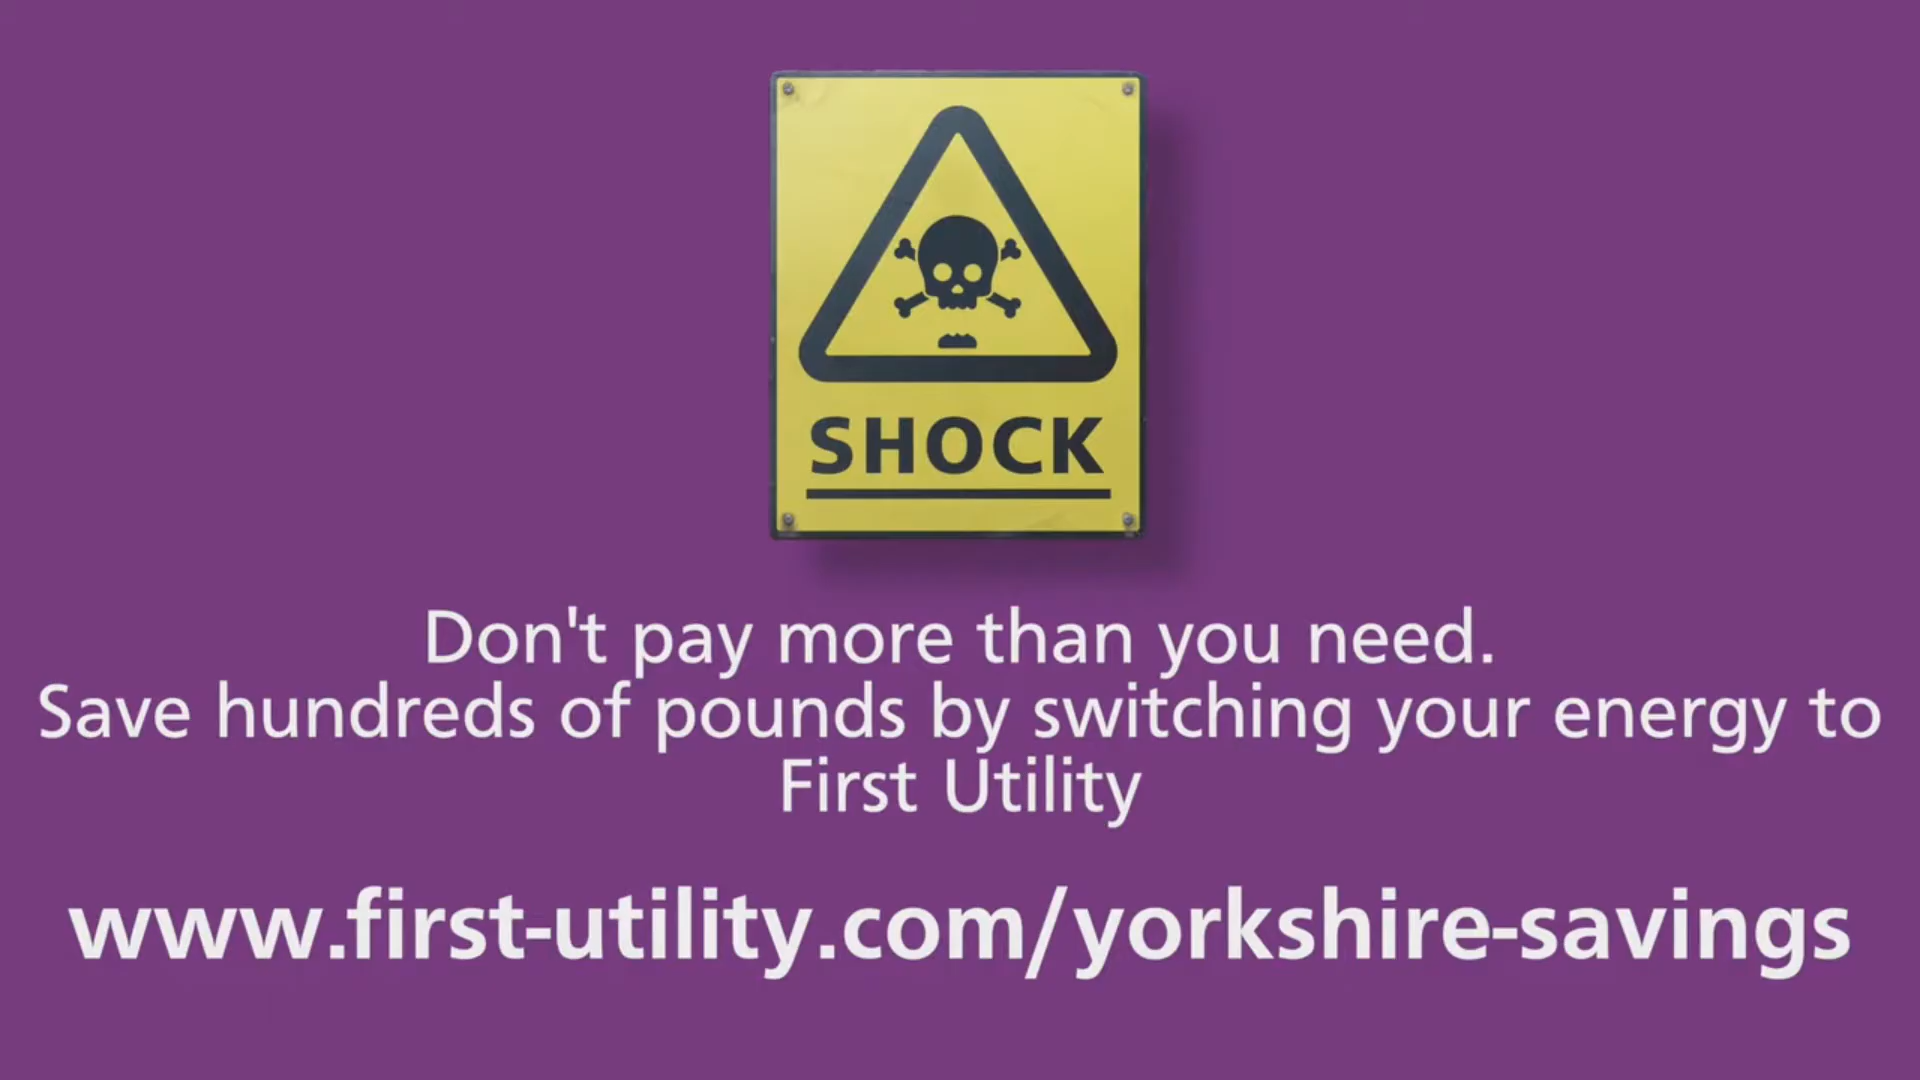 SHOCK
Don't pay more than you need.
Save hundreds of pounds by switching your energy to
First Utility
www.first-utility.com/yorkshire-savings